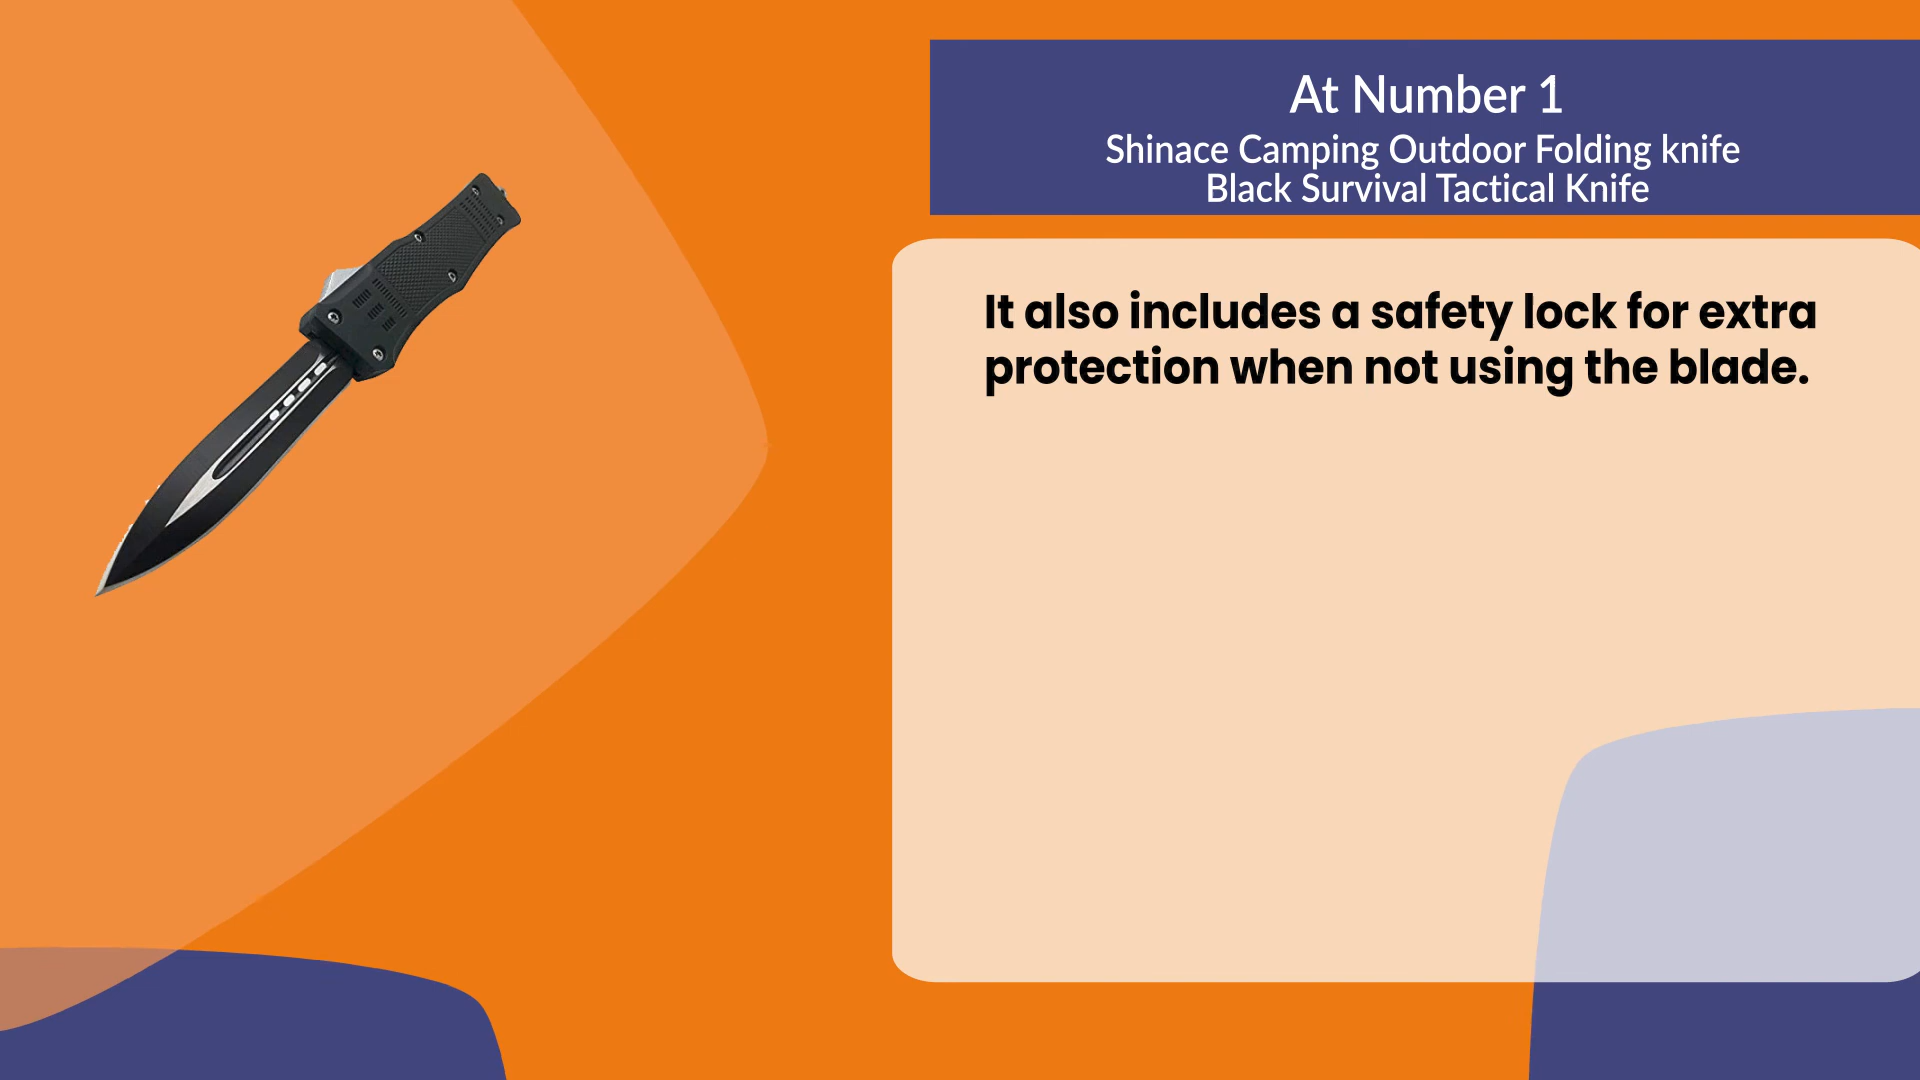 At Number 1
Shinace Camping Outdoor Folding knife
Black Survival Tactical Knife
It also includes a safety lock for extra
protection when not using the blade.